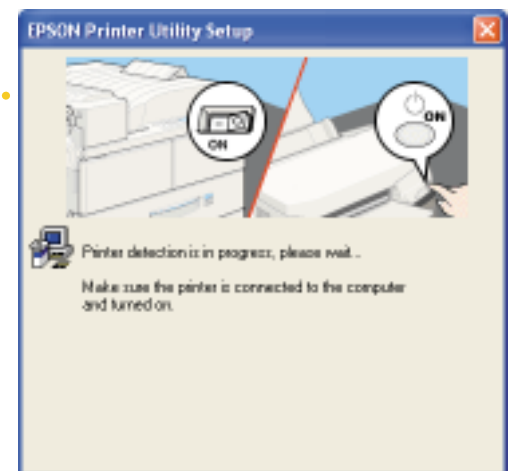 EPSON Printer Utility Setup
ON
ON
Printer detection is in progress, please wait...
Make sure the printer is connected to the computer
and turned on.